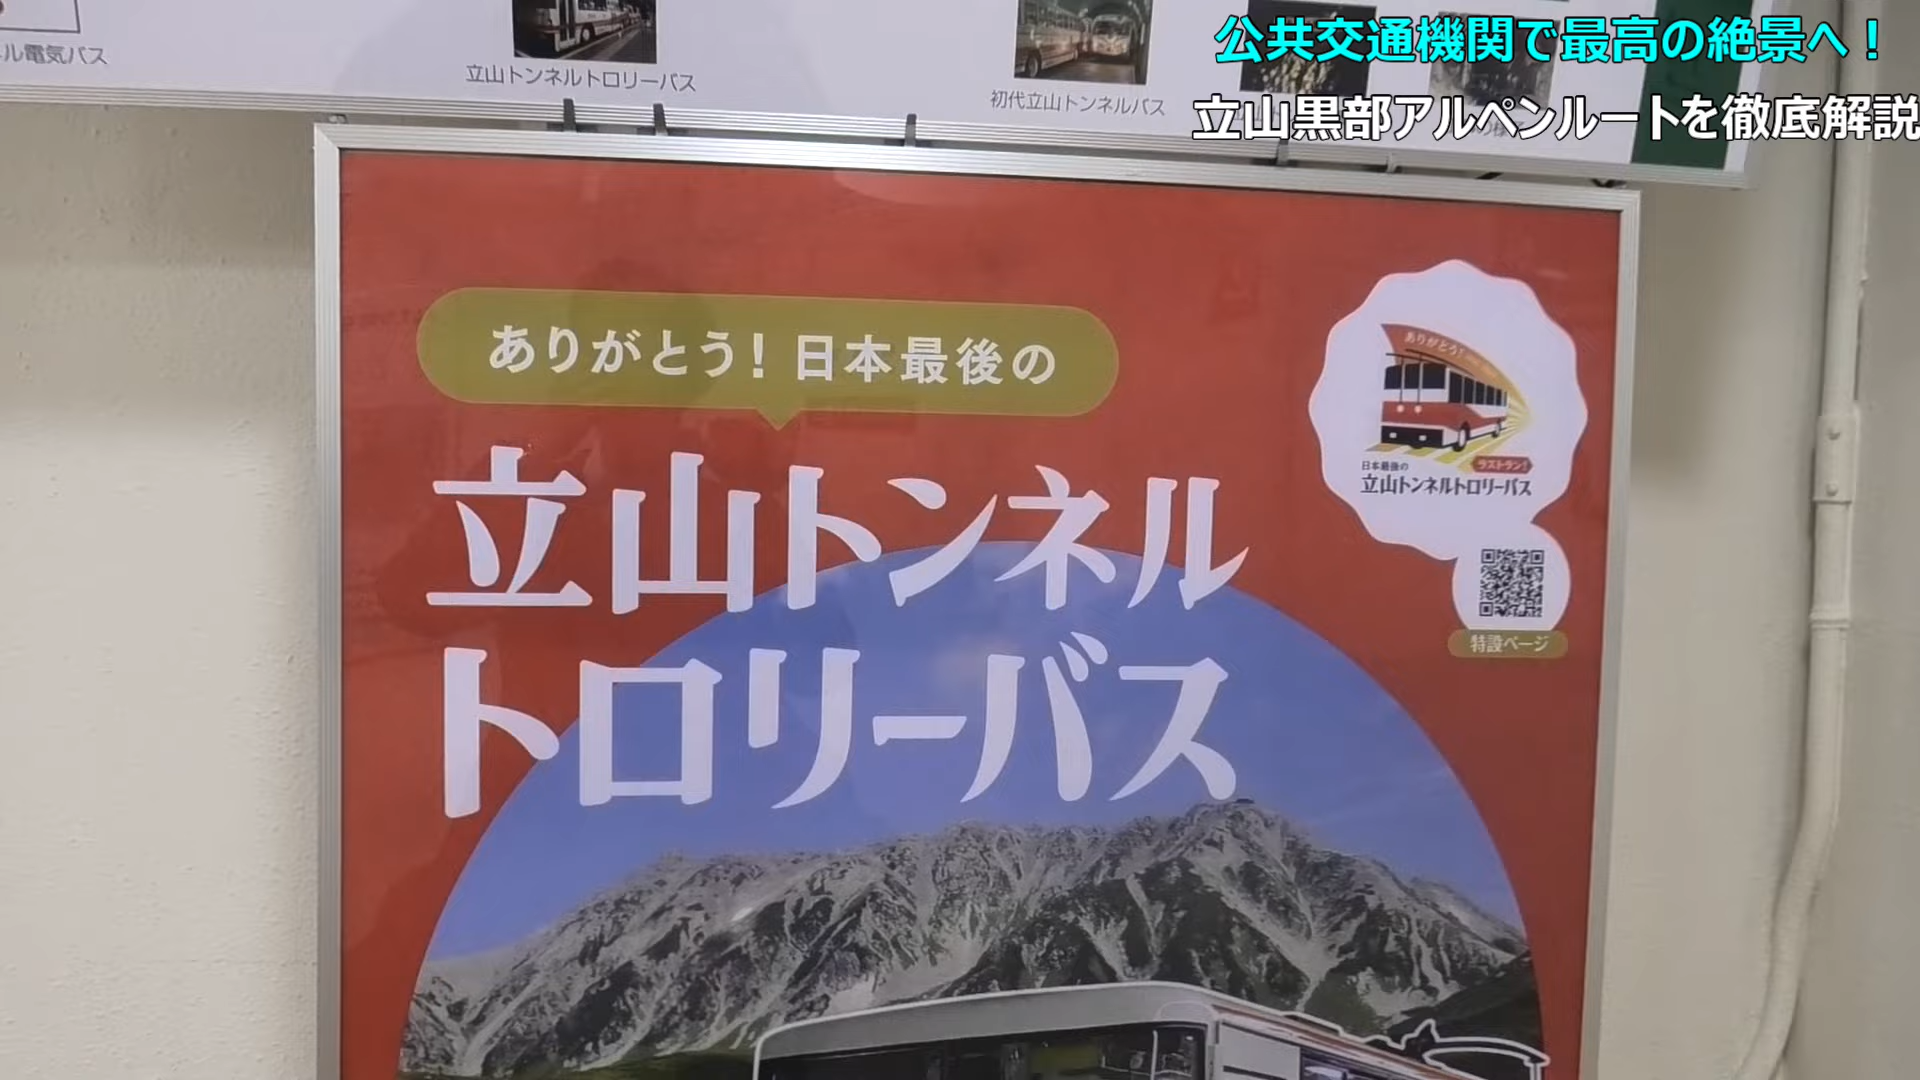 公共交通機関で最高の絶景へ！
立山黒部アルペンルートを徹底解説
ル電気バス
立山トンネルトロリーバス
初代立山トンネルバス
ありがとう！日本最後の
立山トンネル
トロリーバス
ありがとう！
日本最後の
ラストラン！
立山トンネルトロリーバス
特設ページ